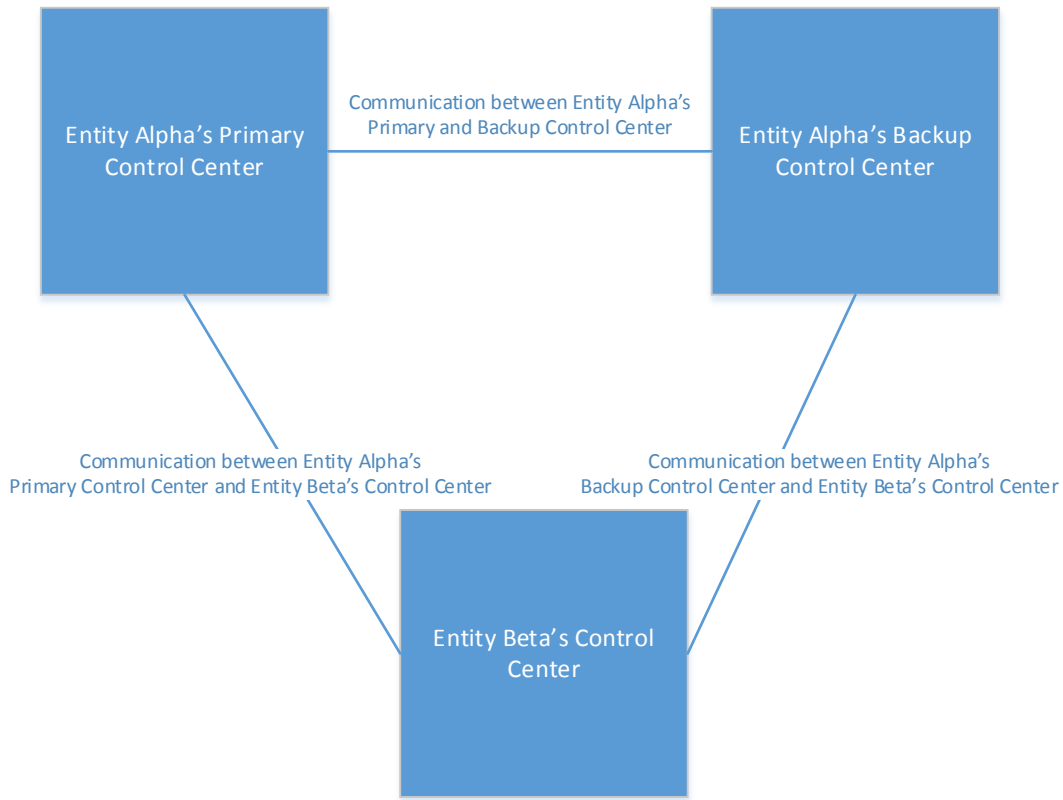 Communication between Entity Alpha’s
Primary and Backup Control Center
Entity Alpha’s Primary
Control Center
Entity Alpha’s Backup
Control Center
Communication between Entity Alpha’s
Primary Control Center and Entity Beta’s Control Center
Communication between Entity Alpha’s
Backup Control Center and Entity Beta’s Control Center
Entity Beta’s Control
Center